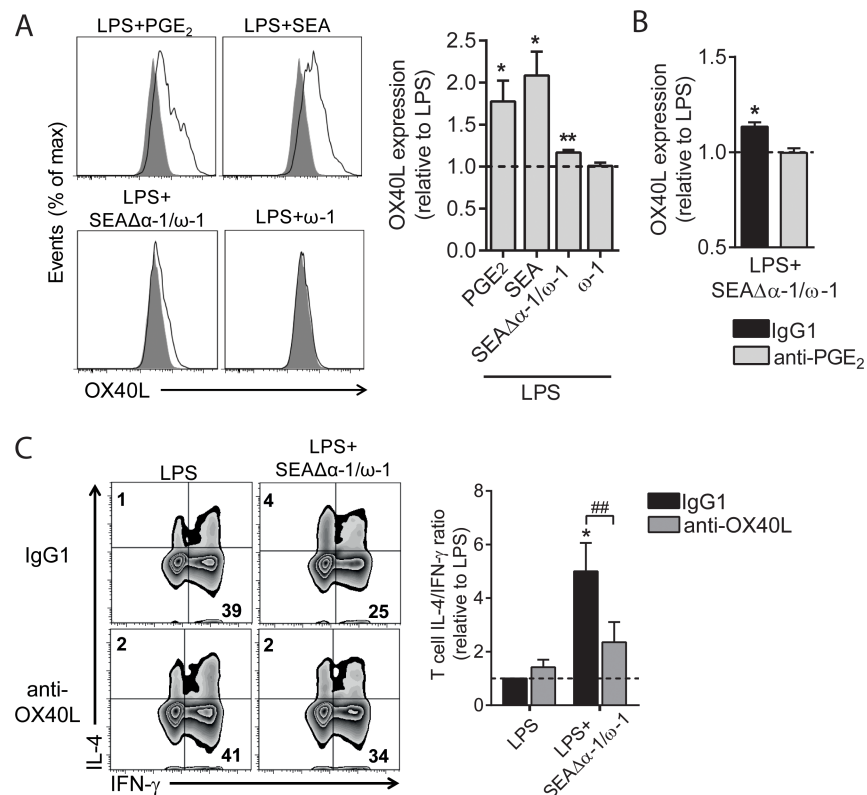 A
LPS+PGE₂
LPS+SEA
LPS+
SEAΔα-1/ω-1
LPS+ω-1
Events (% of max)
OX40L
OX40L expression
(relative to LPS)
2.5
2.0
1.5
1.0
0.5
0.0
*
*
**
PGE₂
SEA
SEAΔα-1/ω-1
ω-1
LPS
B
OX40L expression
(relative to LPS)
1.5
1.0
0.5
*
LPS+
SEAΔα-1/ω-1
IgG1
anti-PGE₂
C
LPS
LPS+
SEAΔα-1/ω-1
IgG1
1
39
4
25
anti-
OX40L
2
41
2
34
IL-4
IFN-γ
T cell IL-4/IFN-γ ratio
(relative to LPS)
8
6
4
2
0
*
##
LPS
LPS+
SEAΔα-1/ω-1
IgG1
anti-OX40L